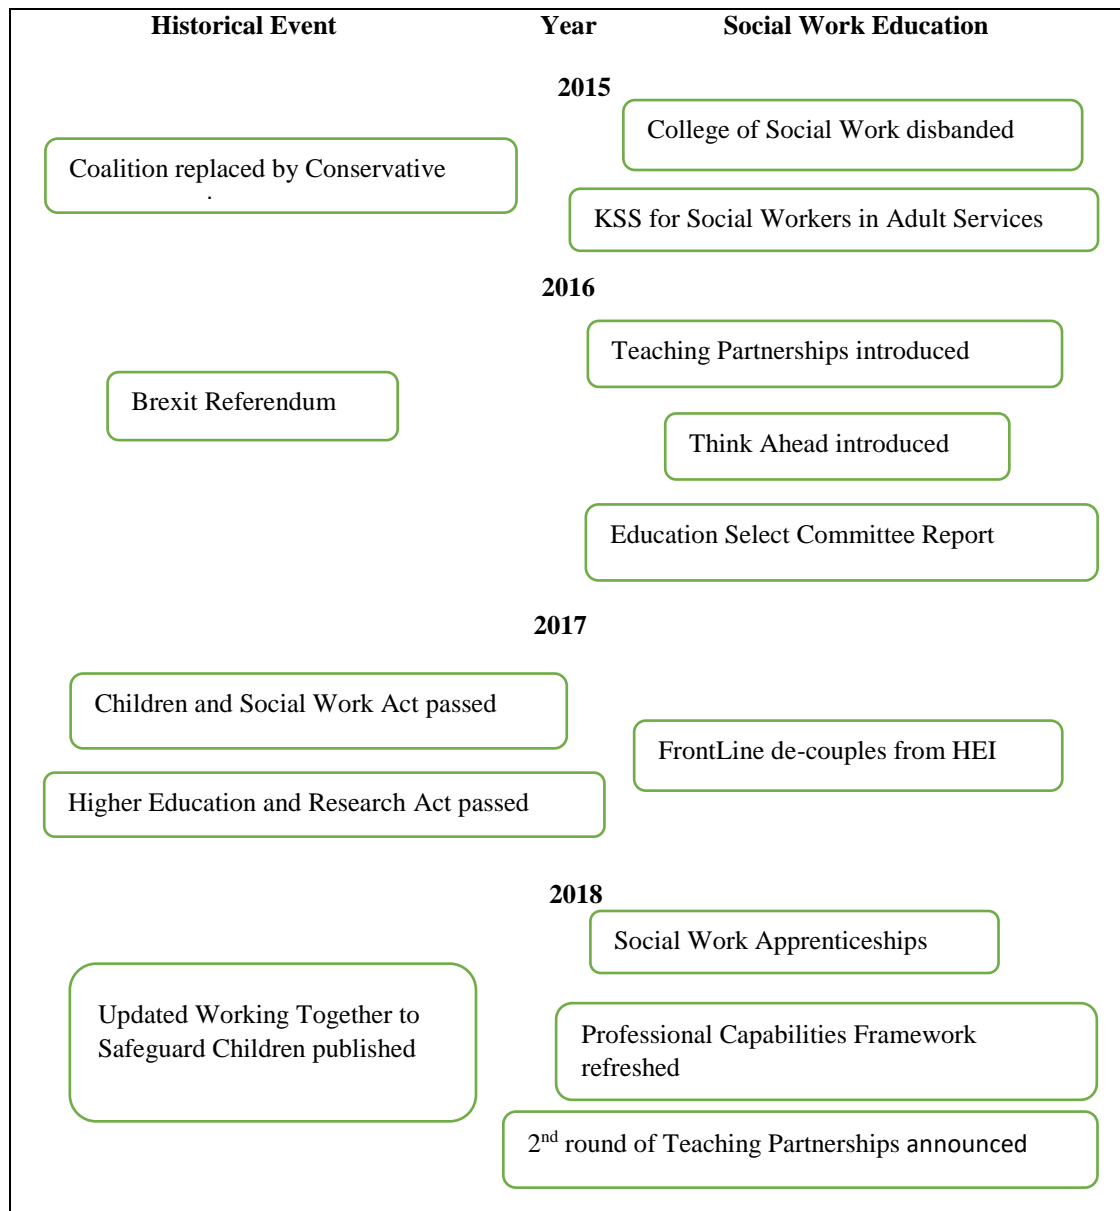 Historical Event Year Social Work Education
2015
College of Social Work disbanded
Coalition replaced by Conservative
KSS for Social Workers in Adult Services
2016
Teaching Partnerships introduced
Brexit Referendum
Think Ahead introduced
Education Select Committee Report
2017
Children and Social Work Act passed
FrontLine de-couples from HEI
Higher Education and Research Act passed
2018
Social Work Apprenticeships
Updated Working Together to
Safeguard Children published
Professional Capabilities Framework
refreshed
2nd round of Teaching Partnerships announced